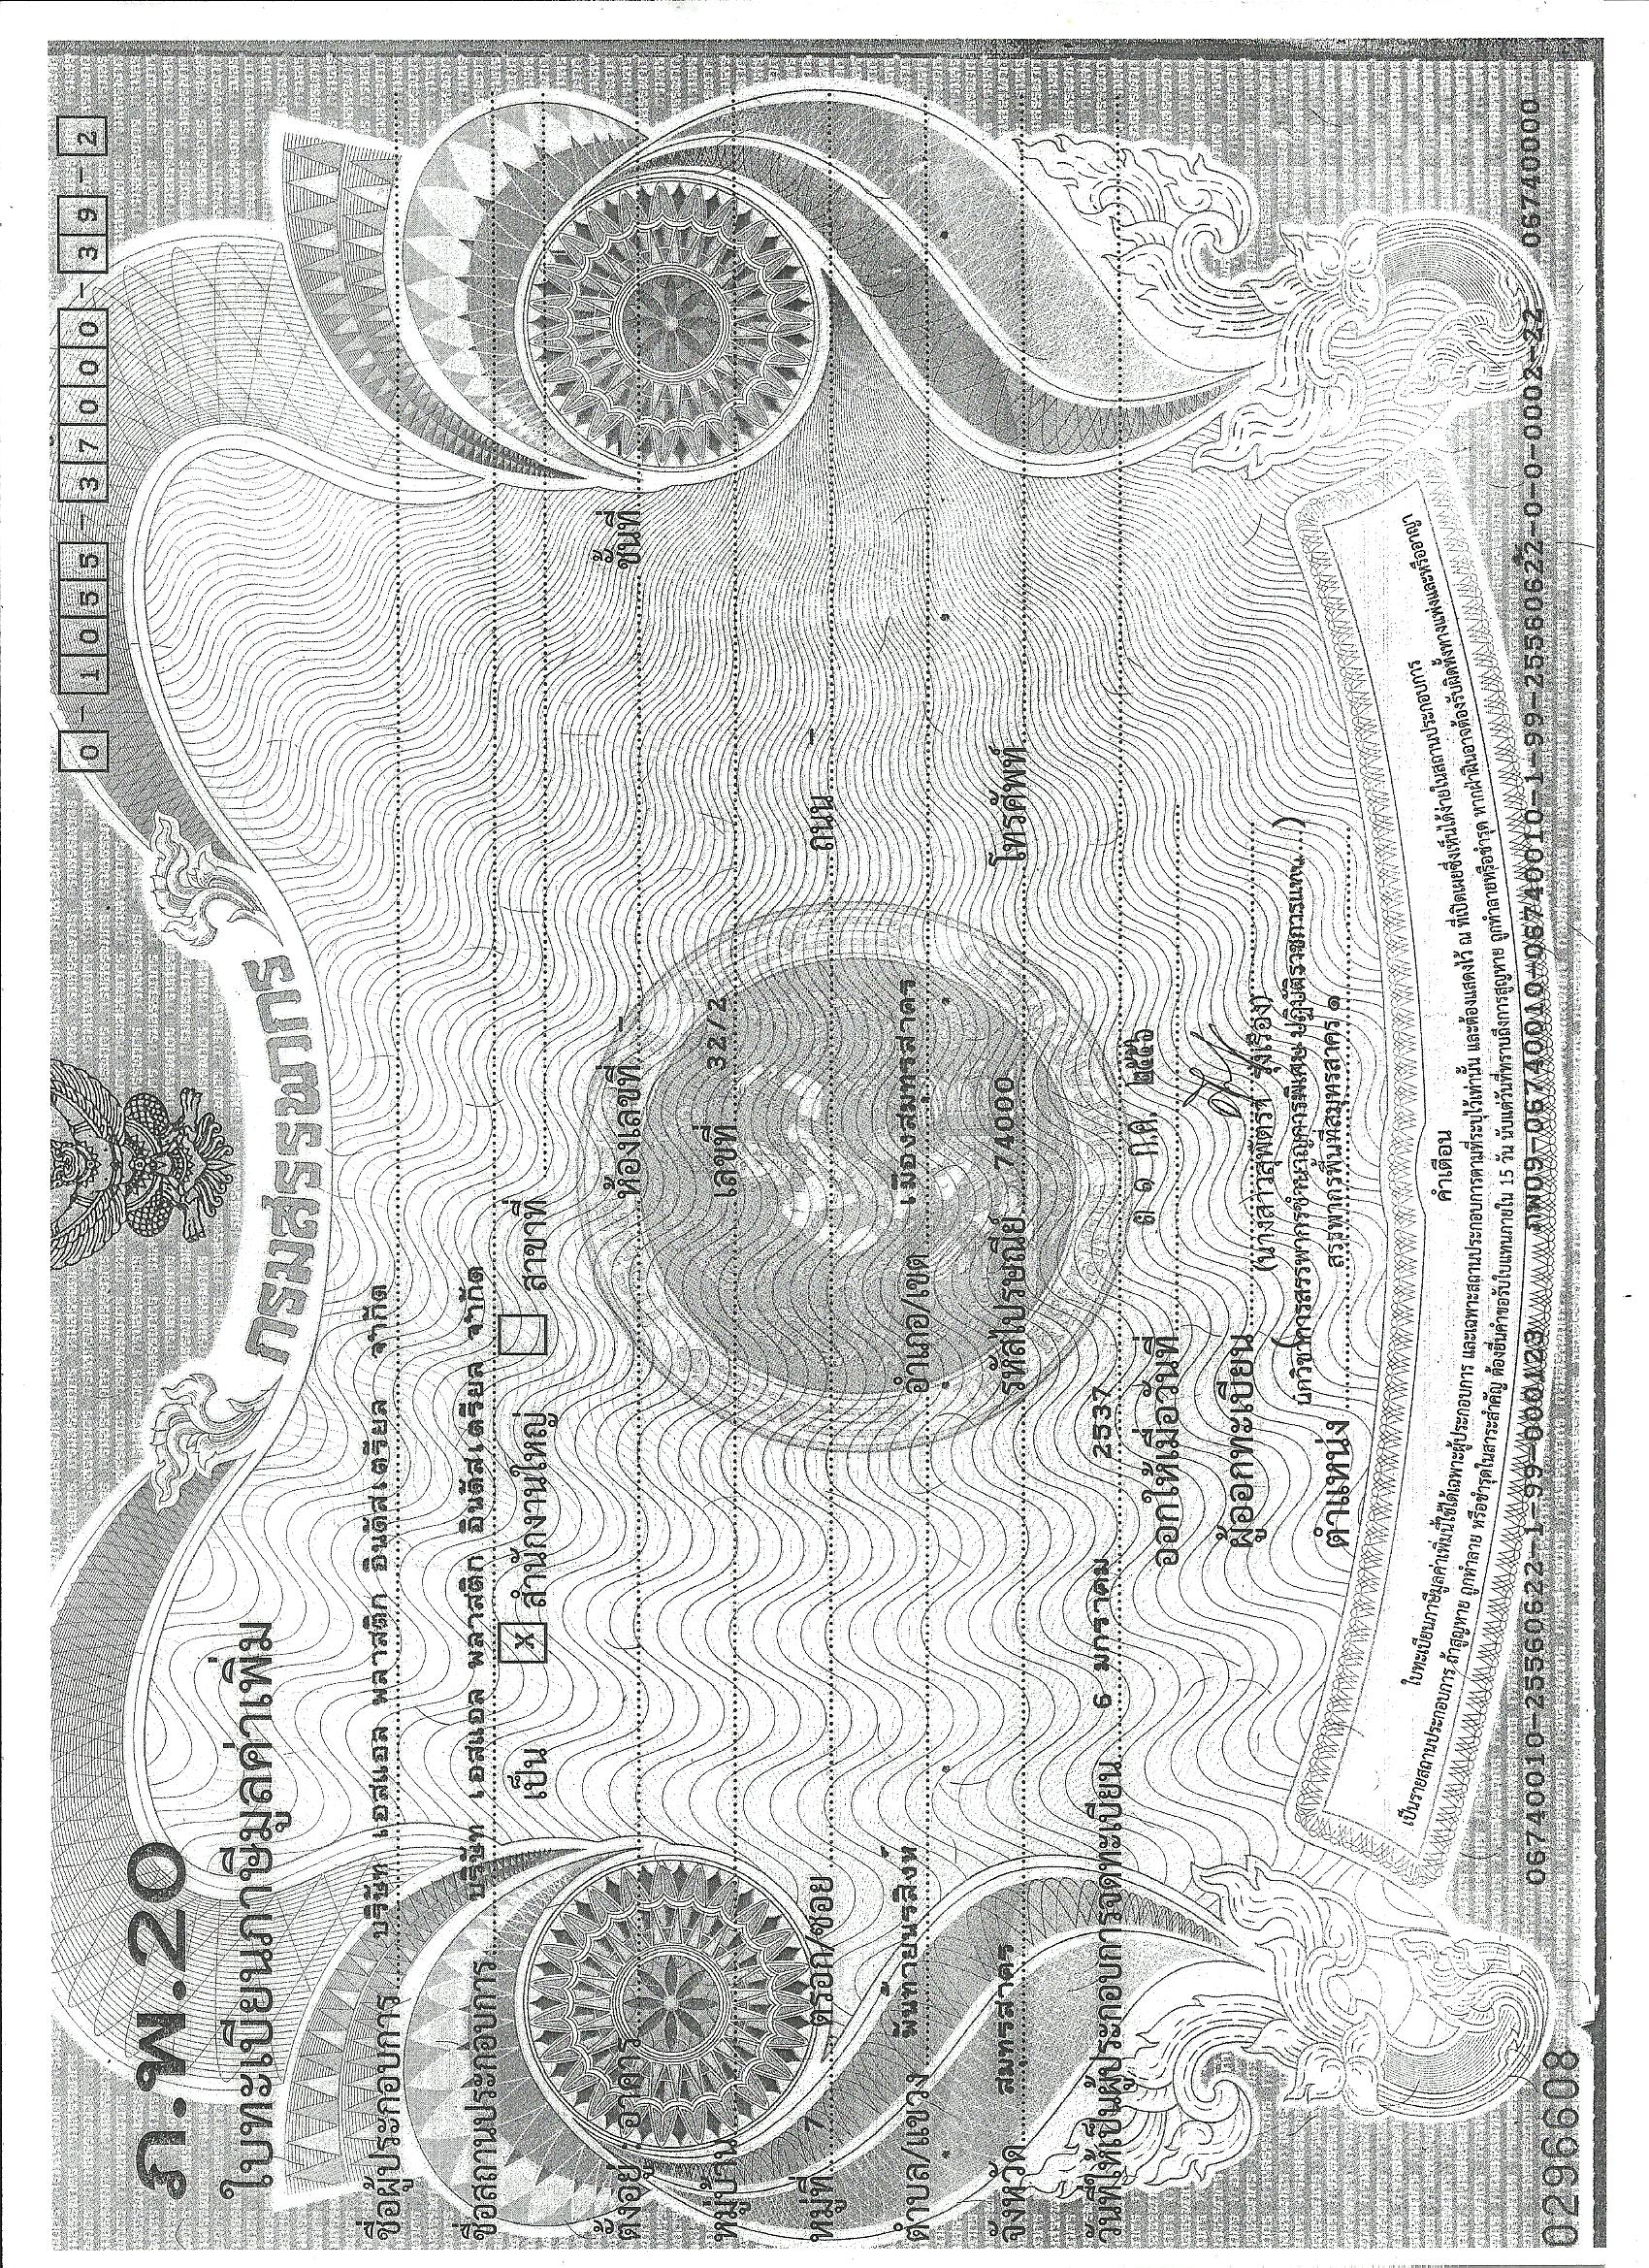 0-1055-37000-39-2
ภ.พ.20
กรมสรรพากร
ใบทะเบียนภาษีมูลค่าเพิ่ม
ชื่อผู้ประกอบการ บริษัท เอสแอล พลาสติก อินดัสเตรียล จำกัด
ชื่อสถานประกอบการ บริษัท เอสแอล พลาสติก อินดัสเตรียล จำกัด
เป็น X สำนักงานใหญ่ สาขาที่
ตั้งอยู่ : อาคาร ห้องเลขที่ - ชั้นที่
หมู่บ้าน เลขที่ 32/2
หมู่ที่ 7 ตรอก/ซอย ถนน -
ตำบล/แขวง พันท้ายนรสิงห์ อำเภอ/เขต เมืองสมุทรสาคร
จังหวัด สมุทรสาคร รหัสไปรษณีย์ 74000 โทรศัพท์
วันที่ให้เป็นผู้ประกอบการจดทะเบียน 6 มกราคม 2537
ออกให้เมื่อวันที่ ๓ ๑ ก.ค. ๒๕๕๖
ผู้ออกทะเบียน
(นางสาวสุพัตรา รุ่งเรือง)
นักวิชาการสรรพากรชำนาญการพิเศษ ปฏิบัติราชการแทน
ตำแหน่ง สรรพากรพื้นที่สมุทรสาคร ๑
คำเตือน
ใบทะเบียนภาษีมูลค่าเพิ่มนี้ใช้ได้เฉพาะผู้ประกอบการ และเฉพาะสถานประกอบการตามที่ระบุไว้เท่านั้น และต้องแสดงไว้ ณ ที่เปิดเผยซึ่งเห็นได้ง่ายในสถานประกอบการ
เป็นรายสถานประกอบการ ถ้าสูญหาย ถูกทำลาย หรือชำรุดในสาระสำคัญ ต้องยื่นคำขอรับใบแทนภายใน 15 วัน นับแต่วันที่ทราบถึงการสูญหาย ถูกทำลายหรือชำรุด หากฝ่าฝืนอาจต้องรับผิดทั้งทางแพ่งและหรืออาญา
06740010-25560622-1-99-000123 ภพ09-06740010-06740010-1-99-25560622-0-0-0002-22 06740000
0296608